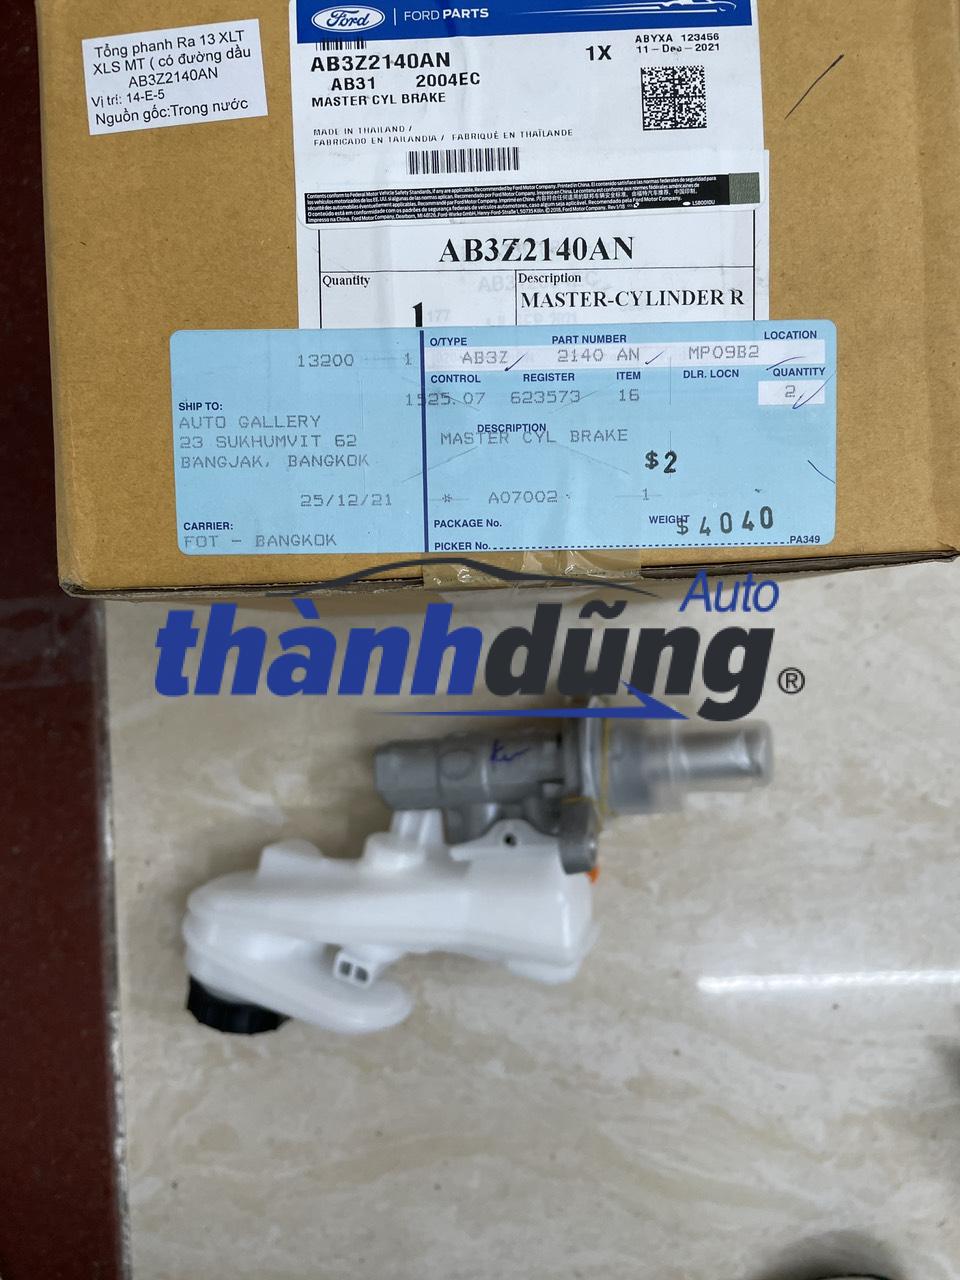 Ford
FORD PARTS
Tổng phanh Ra 13 XLT
XLS MT ( có đường dầu
AB3Z2140AN
Vị trí: 14-E-5
Nguồn gốc:Trong nước
AB3Z2140AN
AB31 2004EC
MASTER CYL BRAKE
1X
ABYXA 123456
11-Dec-2021
MADE IN THAILAND /
FABRICADO EN TAILANDIA / FABRIQUÉ EN THAÏLANDE
AB3Z2140AN
Quantity
1
Description
MASTER-CYLINDER R
O/TYPE PART NUMBER LOCATION
13200 1 AB3Z 2140 AN MP09B2
CONTROL REGISTER ITEM DLR. LOCN QUANTITY
1525.07 623573 16 2
SHIP TO:
AUTO GALLERY
23 SUKHUMVIT 62
BANGJAK, BANGKOK
DESCRIPTION
MASTER CYL BRAKE
$2
25/12/21
* A07002 1
CARRIER:
FOT - BANGKOK
PACKAGE No.
WEIGHT
$4040
PICKER No.
PA349
Auto
thànhdũng
®